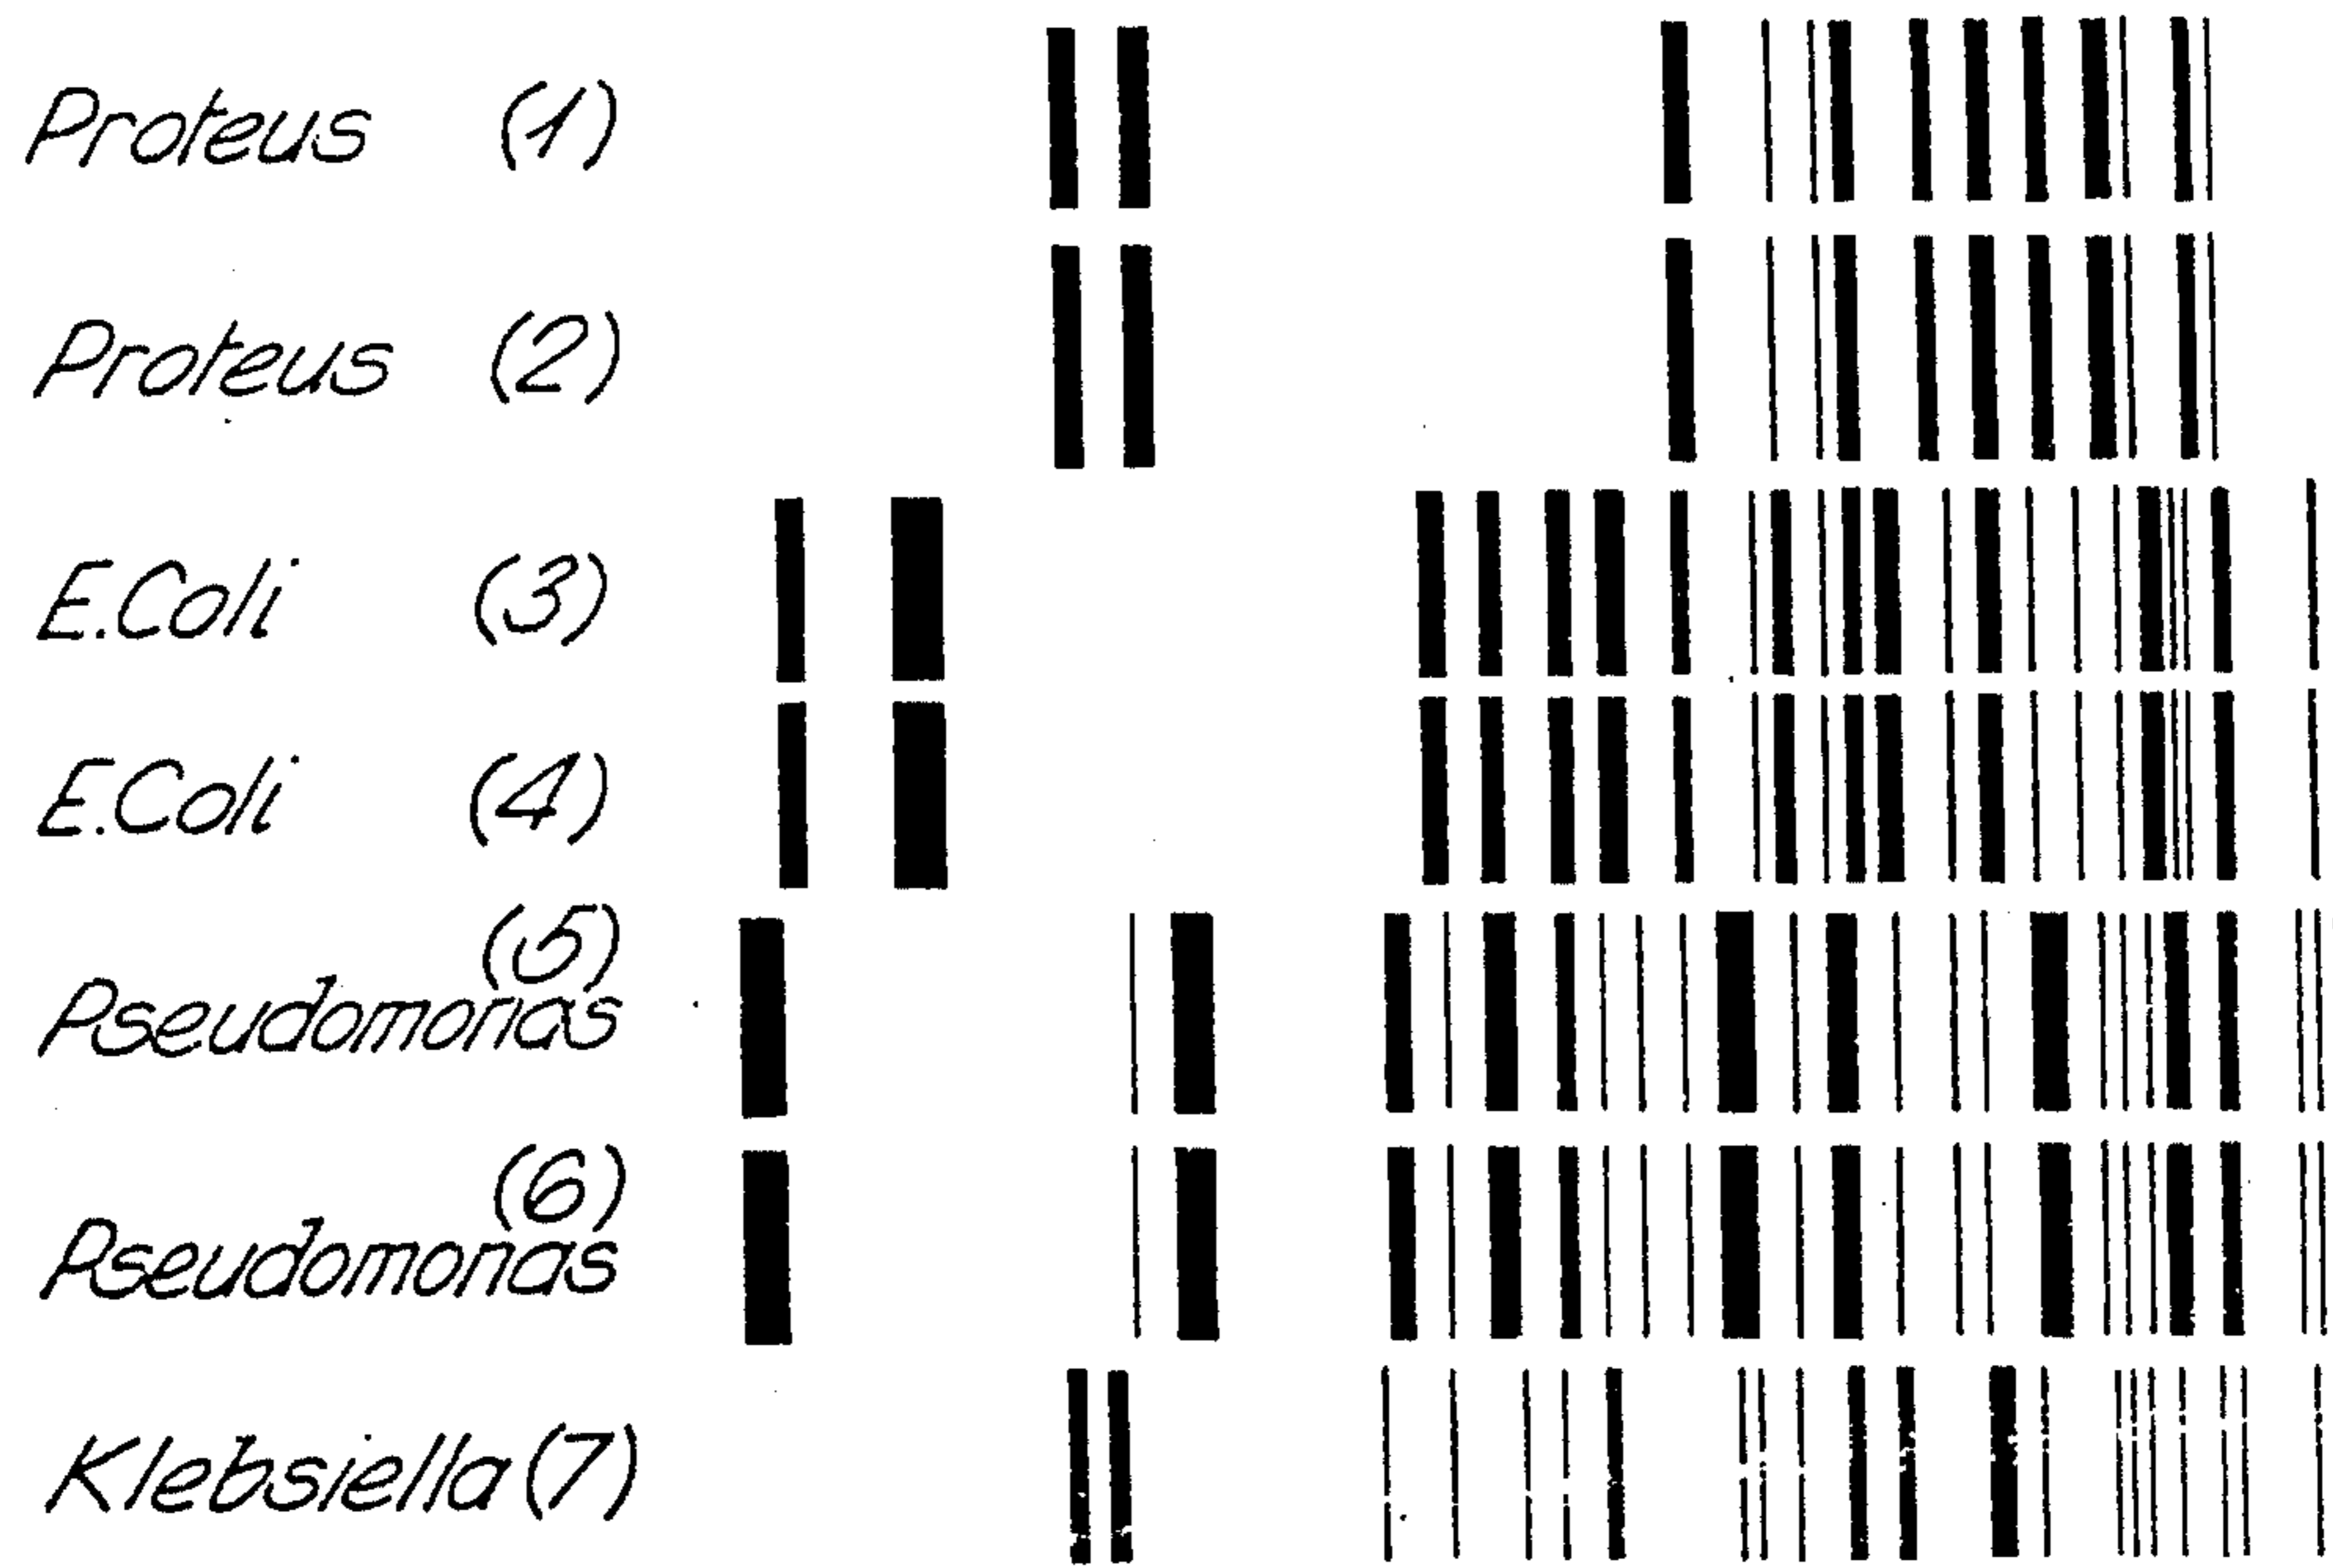 Proteus (1)
Proteus (2)
E.Coli (3)
E.Coli (4)
(5)
Pseudomonas
(6)
Pseudomonas
Klebsiella (7)